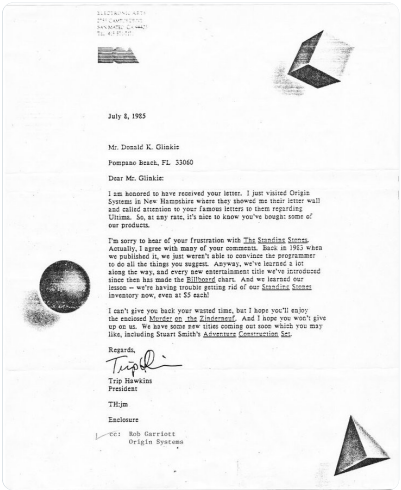 ELECTRONIC ARTS
2755 CAMPUS DRIVE
SAN MATEO, CA 94403
EA
July 8, 1985
Mr. Donald K. Glinkie
Pompano Beach, FL 33060
Dear Mr. Glinkie:
I am honored to have received your letter. I just visited Origin
Systems in New Hampshire where they showed me their letter wall
and called attention to your famous letters to them regarding
Ultima. So, at any rate, it's nice to know you've bought some of
our products.
I'm sorry to hear of your frustration with The Standing Stones.
Actually, I agree with many of your comments. Back in 1983 when
we published it, we just weren't able to convince the programmer
to do all the things you suggest. Anyway, we've learned a lot
along the way, and every new entertainment title we've introduced
since then has made the Billboard chart. And we learned our
lesson - we're having trouble getting rid of our Standing Stones
inventory now, even at $5 each!
I can't give you back your wasted time, but I hope you'll enjoy
the enclosed Murder on the Zinderneuf. And I hope you won't give
up on us. We have some new titles coming out soon which you may
like, including Stuart Smith's Adventure Construction Set.
Regards,
Trip Hawkins
President
TH:jm
Enclosure
cc: Rob Garriott
Origin Systems